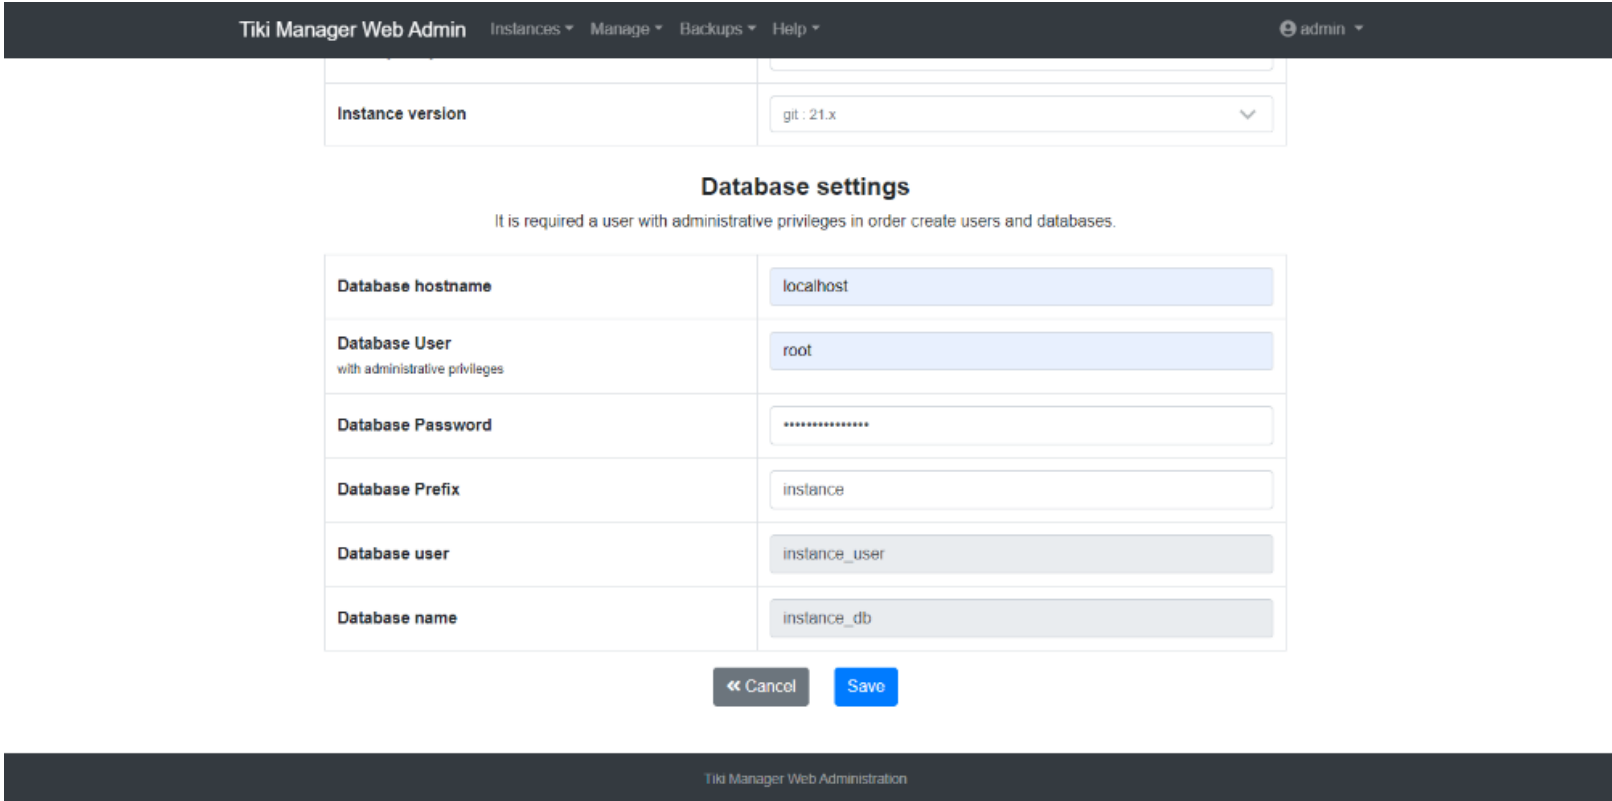 Tiki Manager Web Admin Instances Manage Backups Help admin
Instance version git : 21.x
Database settings
It is required a user with administrative privileges in order create users and databases.
Database hostname localhost
Database User root
with administrative privileges
Database Password •••••••••••••••
Database Prefix instance
Database user instance_user
Database name instance_db
« Cancel Save
Tiki Manager Web Administration